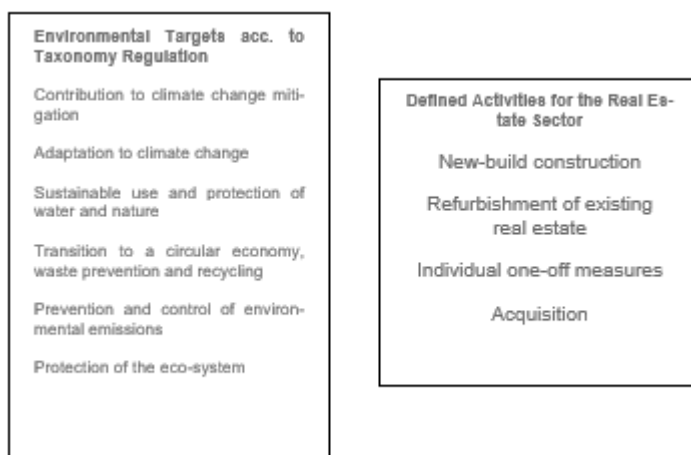 Environmental Targets acc. to
Taxonomy Regulation
Contribution to climate change miti-
gation
Adaptation to climate change
Sustainable use and protection of
water and nature
Transition to a circular economy,
waste prevention and recycling
Prevention and control of environ-
mental emissions
Protection of the eco-system
Defined Activities for the Real Es-
tate Sector
New-build construction
Refurbishment of existing
real estate
Individual one-off measures
Acquisition